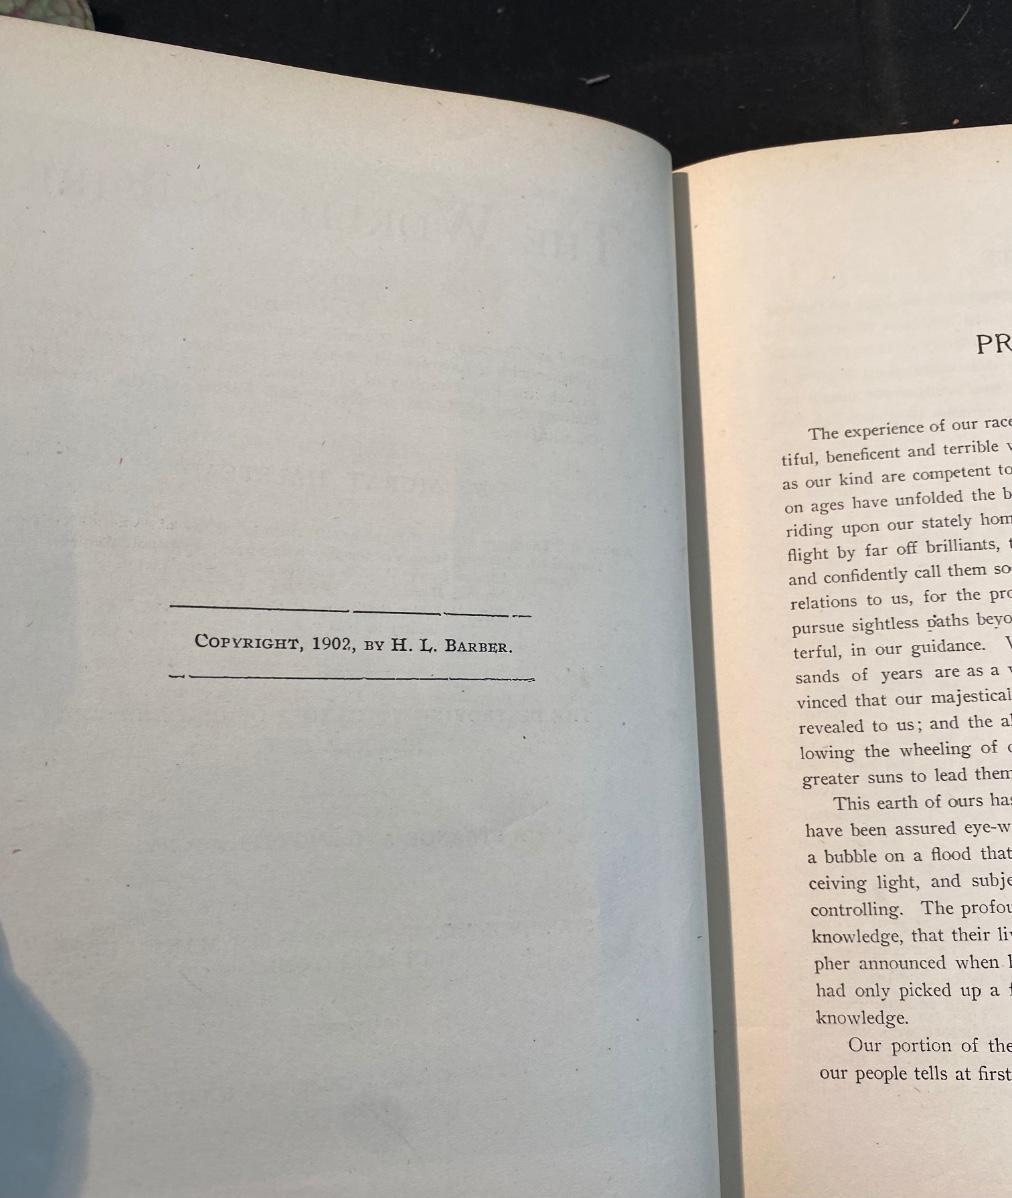 COPYRIGHT, 1902, BY H. L. BARBER.
PR
The experience of our race
tiful, beneficent and terrible
as our kind are competent to
on ages have unfolded the b
riding upon our stately hom
flight by far off brilliants, t
and confidently call them so
relations to us, for the pro
pursue sightless paths beyo
terful, in our guidance.
sands of years are as a
vinced that our majestical
revealed to us; and the a
lowing the wheeling of
greater suns to lead them
This earth of ours has
have been assured eye-w
a bubble on a flood that
ceiving light, and subje
controlling. The profou
knowledge, that their li
pher announced when
had only picked up a
knowledge.
Our portion of the
our people tells at first